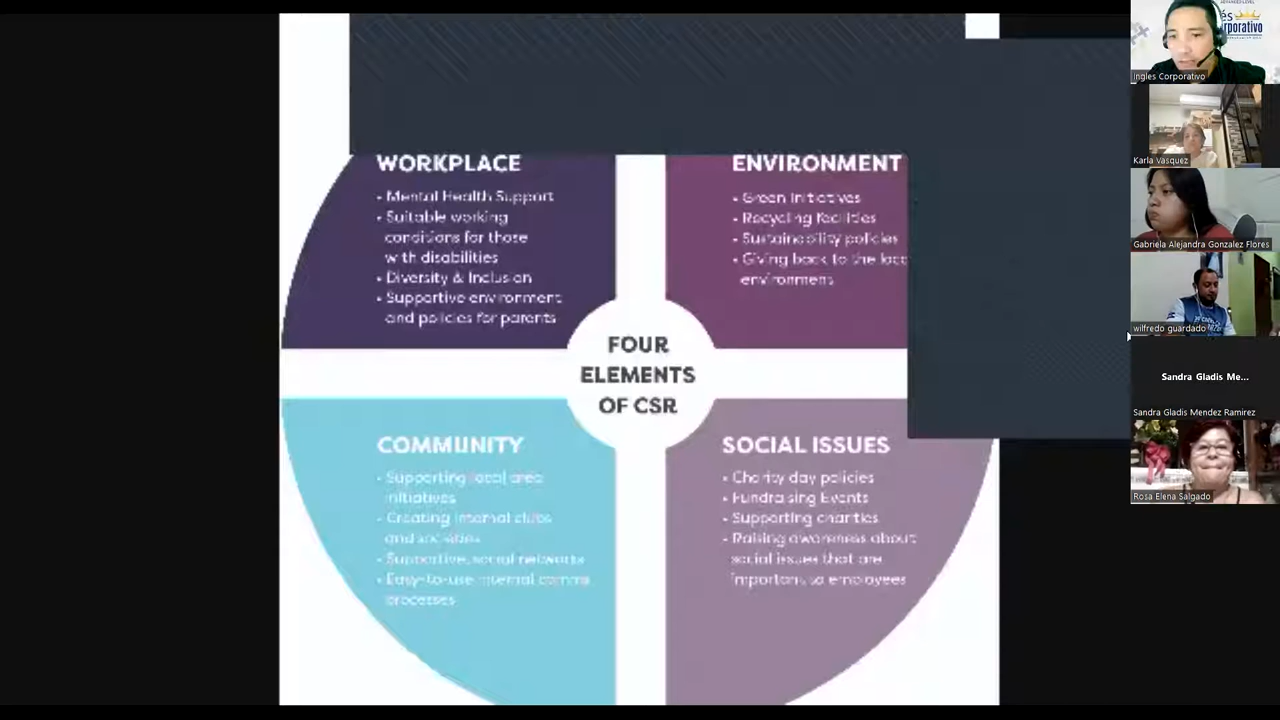 WORKPLACE
• Mental Health Support
• Suitable working
conditions for those
with disabilities
• Diversity & Inclusion
• Supportive environment
and policies for parents
ENVIRONMENT
• Green Initiatives
• Recycling facilities
• Sustainability policies
• Giving back to the loc
environment
FOUR
ELEMENTS
OF CSR
COMMUNITY
• Supporting local area
initiatives
• Creating internal clubs
and societies
• Supportive social networks
• Easy-to-use internal comms
processes
SOCIAL ISSUES
• Charity day policies
• Fundraising Events
• Supporting charities
• Raising awareness about
social issues that are
important to employees
és
rporativo
Ingles Corporativo
Karla Vasquez
Gabriela Alejandra Gonzalez Flores
wilfredo guardado
Sandra Gladis Me...
Sandra Gladis Mendez Ramirez
Rosa Elena Salgado